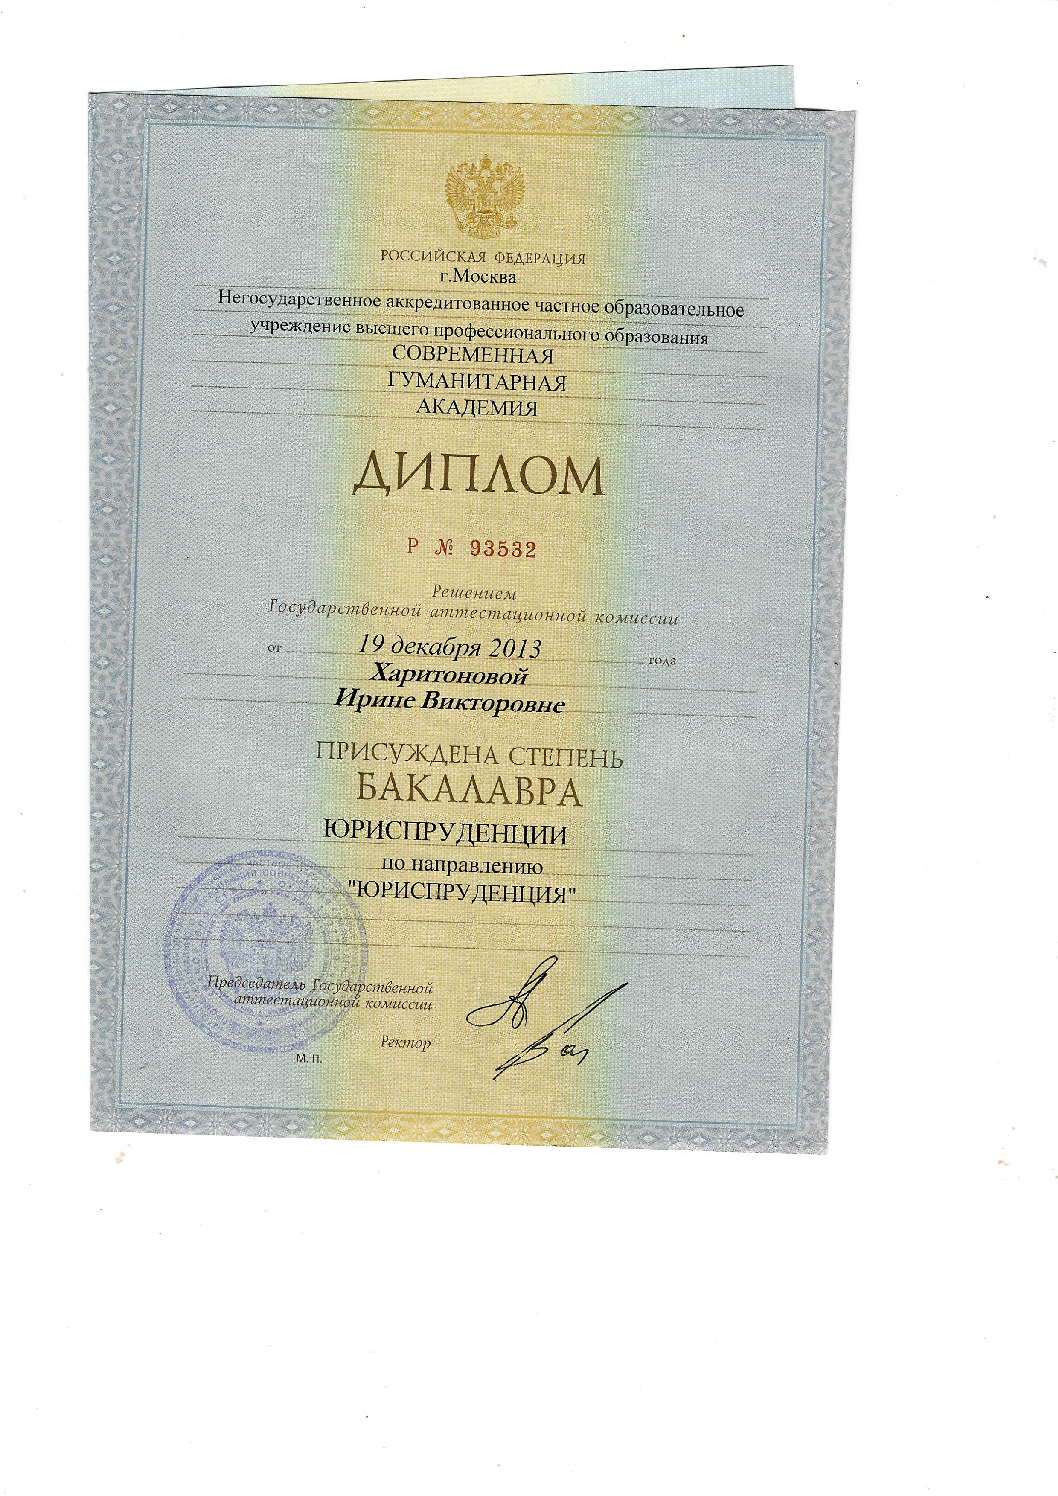 РОССИЙСКАЯ ФЕДЕРАЦИЯ
г.Москва
Негосударственное аккредитованное частное образовательное
учреждение высшего профессионального образования
СОВРЕМЕННАЯ
ГУМАНИТАРНАЯ
АКАДЕМИЯ
ДИПЛОМ
Р № 93532
Решением
Государственной аттестационной комиссии
от 19 декабря 2013 года
Харитоновой
Ирине Викторовне
ПРИСУЖДЕНА СТЕПЕНЬ
БАКАЛАВРА
ЮРИСПРУДЕНЦИИ
по направлению
"ЮРИСПРУДЕНЦИЯ"
Председатель Государственной
аттестационной комиссии
Ректор
М. П.